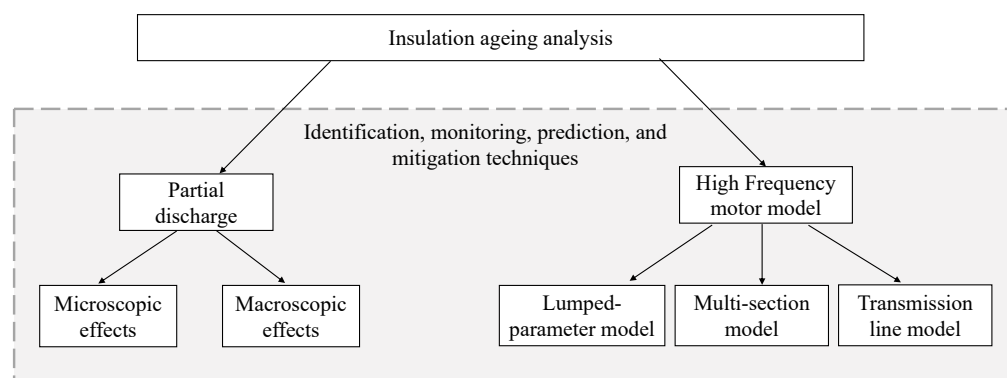 Insulation ageing analysis
Identification, monitoring, prediction, and
mitigation techniques
Partial
discharge
High Frequency
motor model
Microscopic
effects
Macroscopic
effects
Lumped-
parameter model
Multi-section
model
Transmission
line model